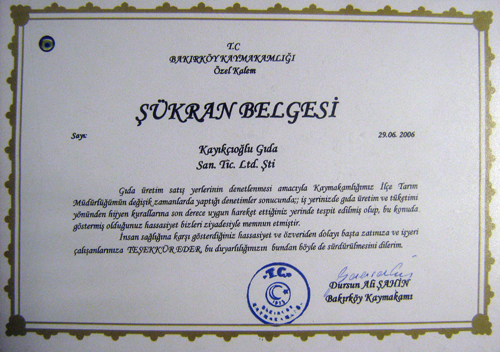 T.C
BAKIRKÖY KAYMAKAMLIĞI
Özel Kalem
ŞÜKRAN BELGESİ
Sayı:
29.06. 2006
Kayıkçıoğlu Gıda
San. Tic. Ltd. Şti
Gıda üretim satış yerlerinin denetlenmesi amacıyla Kaymakamlığımız İlçe Tarım
Müdürlüğümün değişik zamanlarda yaptığı denetimler sonucunda;; iş yerinizde gıda üretim ve tüketimi
yönünden hijyen kurallarına son derece uygun hareket ettiğiniz yerinde tespit edilmiş olup, bu konuda
göstermiş olduğunuz hassasiyet bizleri ziyadesiyle memnun etmiştir.
İnsan sağlığına karşı gösterdiğiniz hassasiyet ve özveriden dolayı başta zatınıza ve işyeri
çalışanlarınıza TEŞEKKÜR EDER, bu duyarlılığınızın bundan böyle de sürdürülmesini dilerim.
T.C.
BAKIRKÖY
KAYMAKAMLIĞI
Dursun Ali ŞAHİN
Bakırköy Kaymakamı